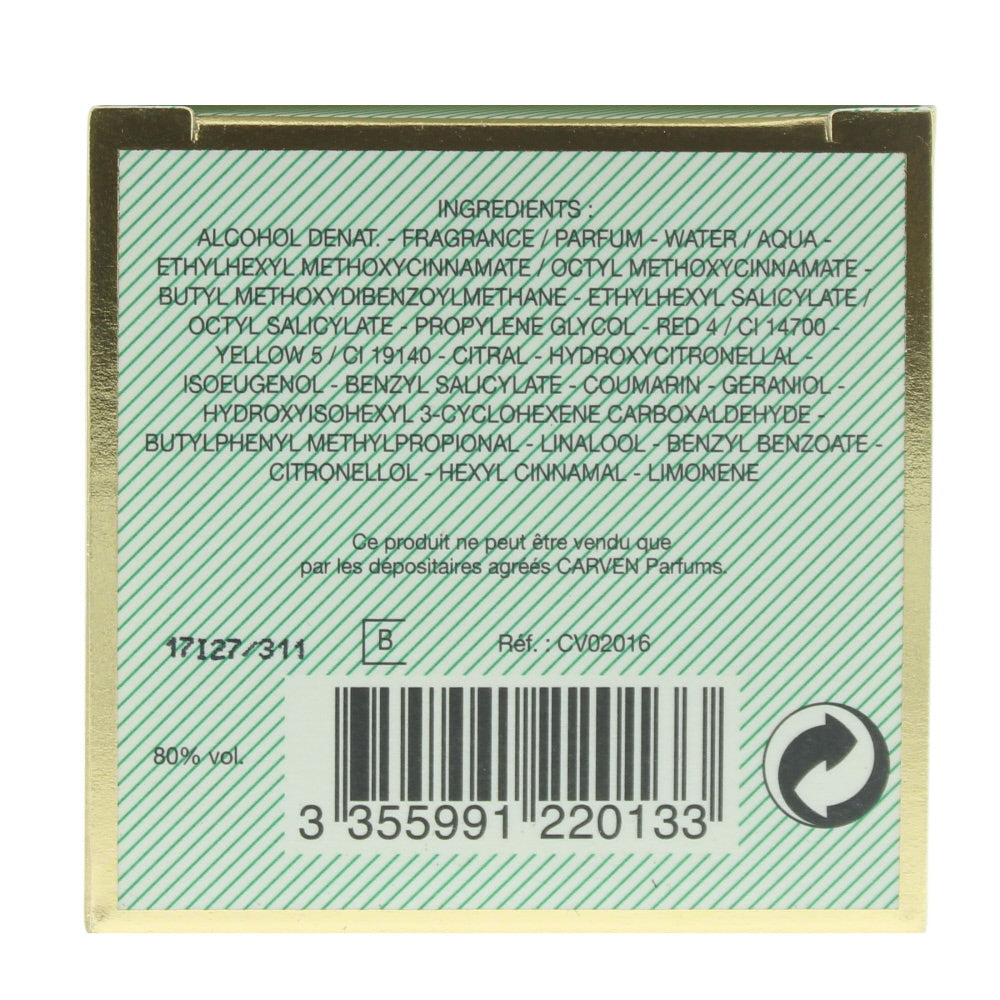 INGREDIENTS :
ALCOHOL DENAT. - FRAGRANCE / PARFUM - WATER / AQUA -
ETHYLHEXYL METHOXYCINNAMATE / OCTYL METHOXYCINNAMATE -
BUTYL METHOXYDIBENZOYLMETHANE - ETHYLHEXYL SALICYLATE /
OCTYL SALICYLATE - PROPYLENE GLYCOL - RED 4 / CI 14700 -
YELLOW 5 / CI 19140 - CITRAL - HYDROXYCITRONELLAL -
ISOEUGENOL - BENZYL SALICYLATE - COUMARIN - GERANIOL -
HYDROXYISOHEXYL 3-CYCLOHEXENE CARBOXALDEHYDE -
BUTYLPHENYL METHYLPROPIONAL - LINALOOL - BENZYL BENZOATE -
CITRONELLOL - HEXYL CINNAMAL - LIMONENE
Ce produit ne peut être vendu que
par les dépositaires agréés CARVEN Parfums.
17I27/311 B Réf. : CV02016
80% vol.
3 355991 220133